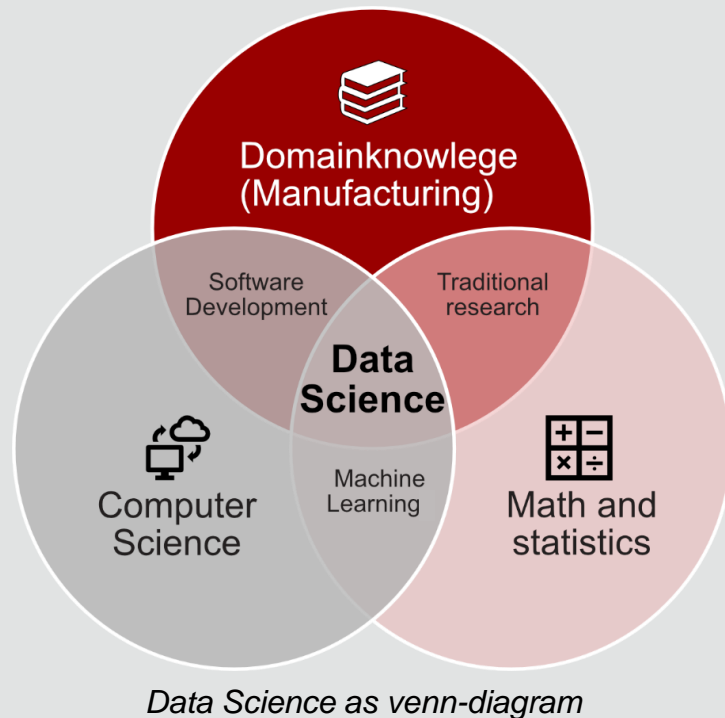 Domainknowlege
(Manufacturing)
Software
Development
Traditional
research
Data
Science
Computer
Science
Machine
Learning
Math and
statistics
Data Science as venn-diagram